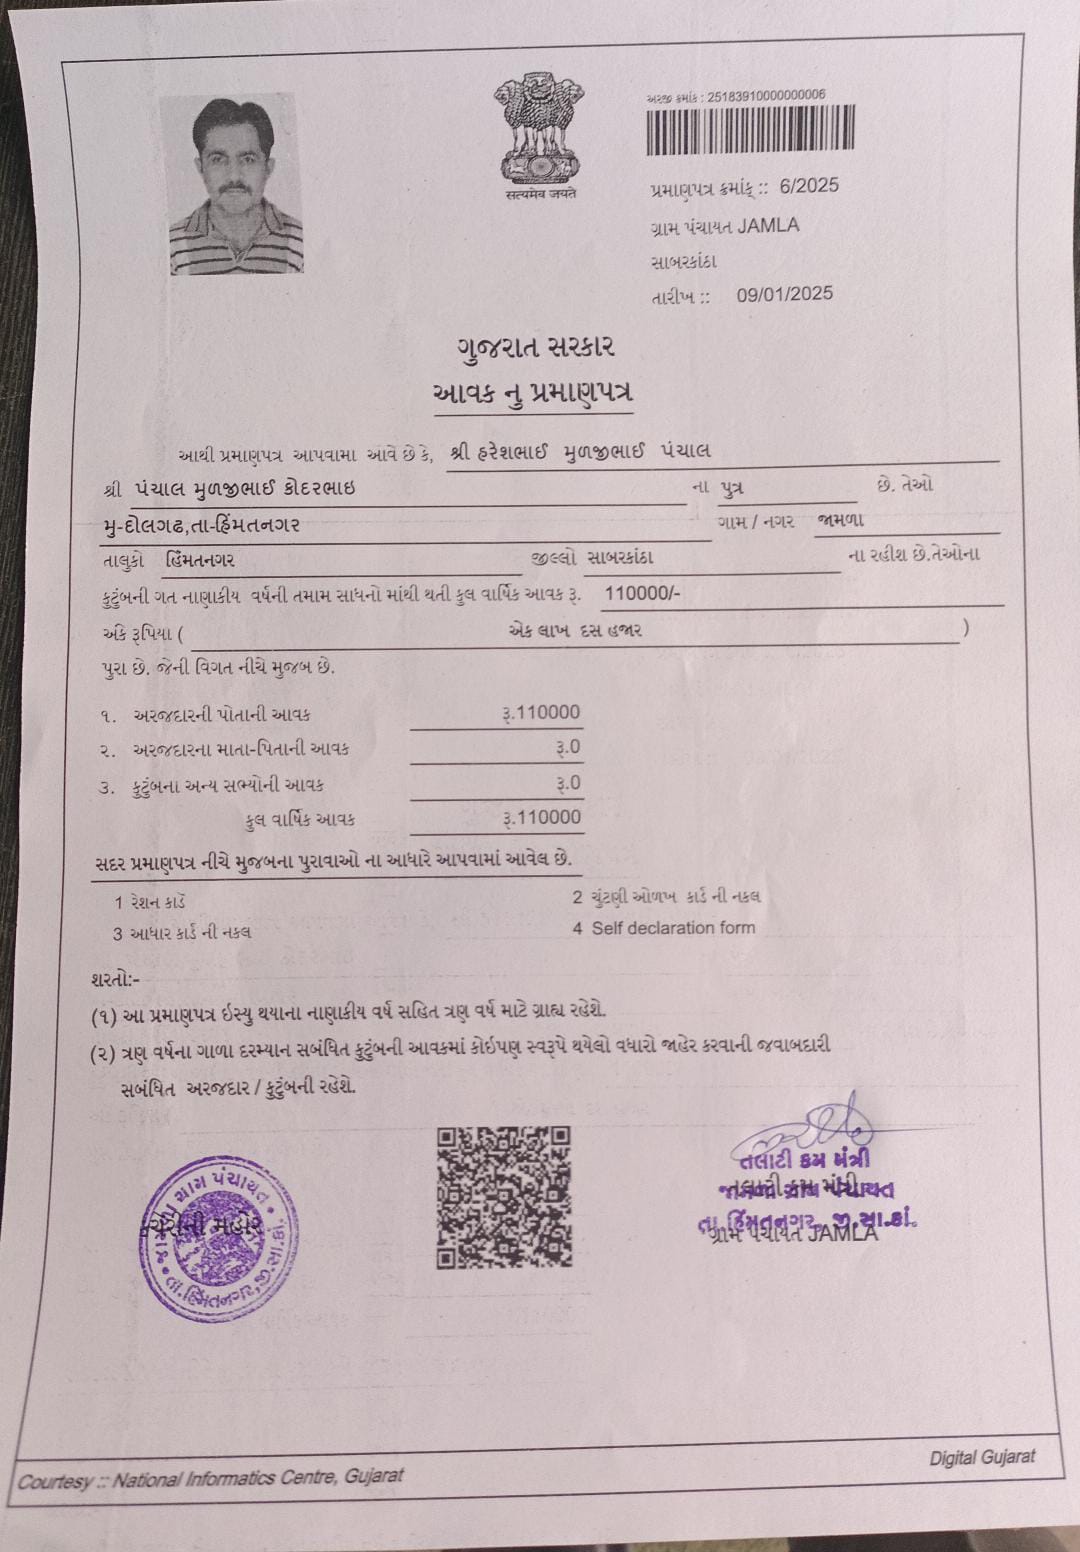 અરજી ક્રમાંક : 25183910000000006
सत्यमेव जयते
પ્રમાણપત્ર ક્રમાંક :: 6/2025
ગ્રામ પંચાયત JAMLA
સાબરકાંઠા
તારીખ :: 09/01/2025
ગુજરાત સરકાર
આવક નુ પ્રમાણપત્ર
આથી પ્રમાણપત્ર આપવામા આવે છે કે, શ્રી હરેશભાઈ મુળજીભાઈ પંચાલ
શ્રી પંચાલ મુળજીભાઈ કોદરભાઇ ના પુત્ર છે. તેઓ
મુ-દોલગઢ,તા-હિંમતનગર ગામ / નગર જામળા
તાલુકો હિંમતનગર જીલ્લો સાબરકાંઠા ના રહીશ છે.તેઓના
કુટુંબની ગત નાણાકીય વર્ષની તમામ સાધનો માંથી થતી કુલ વાર્ષિક આવક રૂ. 110000/-
અંકે રૂપિયા ( એક લાખ દસ હજાર )
પુરા છે. જેની વિગત નીચે મુજબ છે.
૧. અરજદારની પોતાની આવક રૂ.110000
૨. અરજદારના માતા-પિતાની આવક રૂ.0
૩. કુટુંબના અન્ય સભ્યોની આવક રૂ.0
કુલ વાર્ષિક આવક રૂ.110000
સદર પ્રમાણપત્ર નીચે મુજબના પુરાવાઓ ના આધારે આપવામાં આવેલ છે.
1 રેશન કાર્ડ 2 ચુંટણી ઓળખ કાર્ડ ની નકલ
3 આધાર કાર્ડ ની નકલ 4 Self declaration form
શરતો:-
(૧) આ પ્રમાણપત્ર ઇસ્યુ થયાના નાણાકીય વર્ષ સહિત ત્રણ વર્ષ માટે ગ્રાહ્ય રહેશે.
(૨) ત્રણ વર્ષના ગાળા દરમ્યાન સબંધિત કુટુંબની આવકમાં કોઇપણ સ્વરૂપે થયેલો વધારો જાહેર કરવાની જવાબદારી
સબંધિત અરજદાર / કુટુંબની રહેશે.
તલાટી કમ મંત્રી
તલાટી કમ મંત્રી
જામળા ગ્રામ પંચાયત
તા.હિંમતનગર, જી.સા.કાં.
ગ્રામ પંચાયત JAMLA
પંચાયત
તા.હિંમતનગર,જી.સા.કાં.
મહોર
Courtesy :: National Informatics Centre, Gujarat
Digital Gujarat